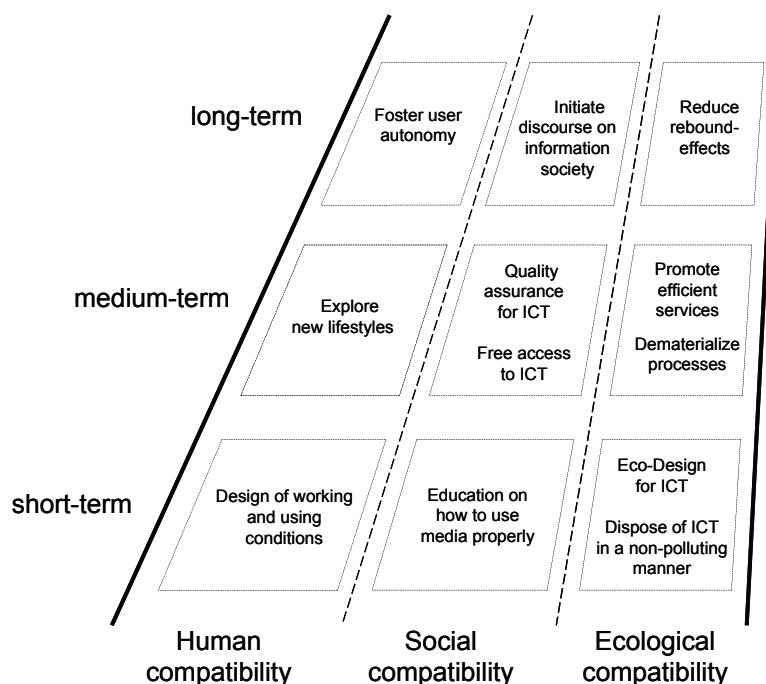 long-term
Foster user
autonomy
Initiate
discourse on
information
society
Reduce
rebound-
effects
medium-term
Explore
new lifestyles
Quality
assurance
for ICT
Free access
to ICT
Promote
efficient
services
Dematerialize
processes
short-term
Design of working
and using
conditions
Education on
how to use
media properly
Eco-Design
for ICT
Dispose of ICT
in a non-polluting
manner
Human
compatibility
Social
compatibility
Ecological
compatibility